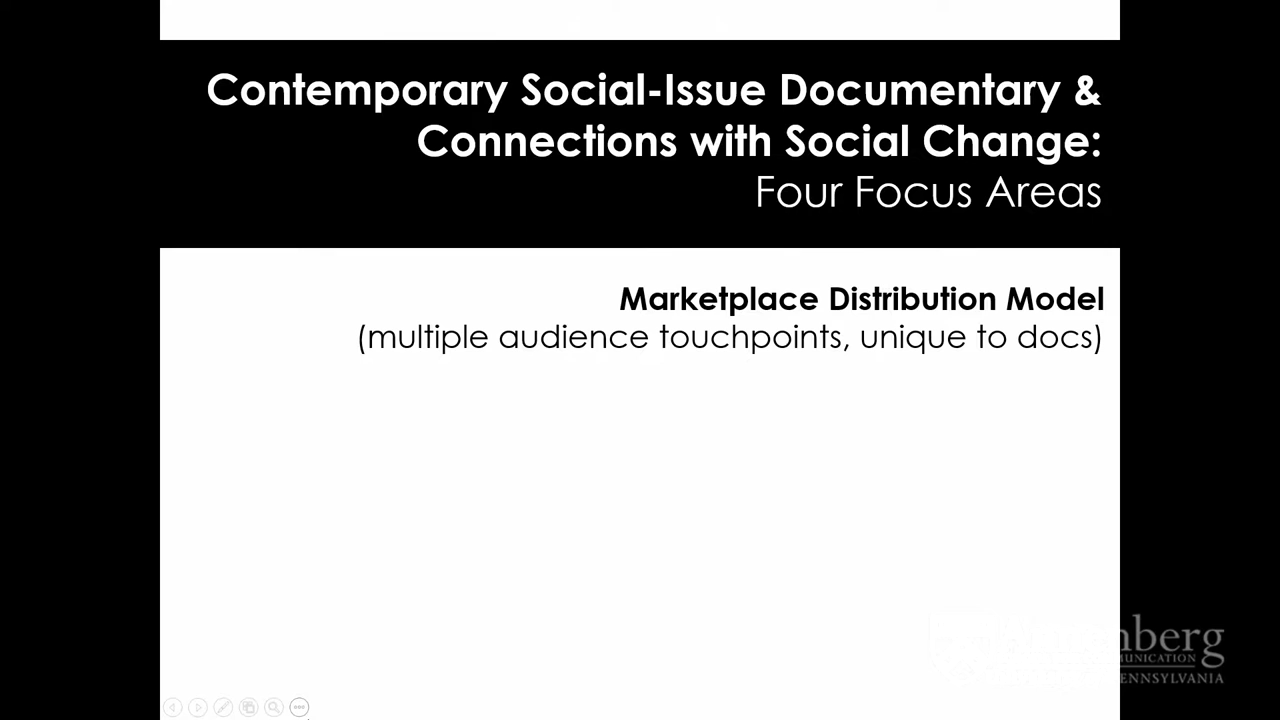 Contemporary Social-Issue Documentary &
Connections with Social Change:
Four Focus Areas
Marketplace Distribution Model
(multiple audience touchpoints, unique to docs)